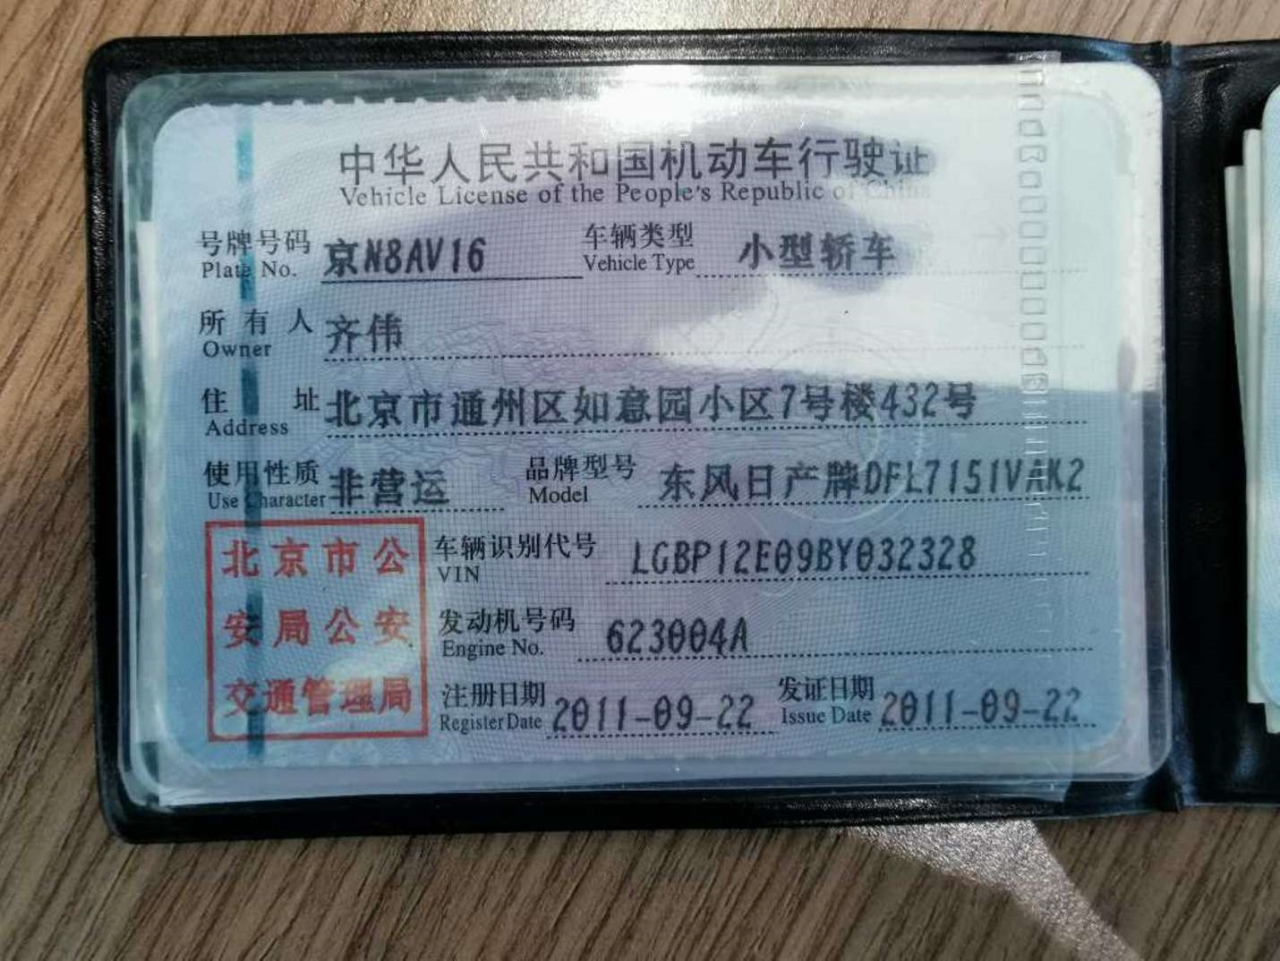 中华人民共和国机动车行驶证
Vehicle License of the People's Republic of China
号牌号码 京N8AV16 车辆类型 小型轿车
Plate No. Vehicle Type
所有人 齐伟
Owner
住址 北京市通州区如意园小区7号楼432号
Address
使用性质 非营运 品牌型号 东风日产牌DFL7151VAK2
Use Character Model
北京市公 车辆识别代号 LGBP12E09BY032328
VIN
安局公安 发动机号码 623004A
Engine No.
交通管理局 注册日期 2011-09-22 发证日期 2011-09-22
Register Date Issue Date